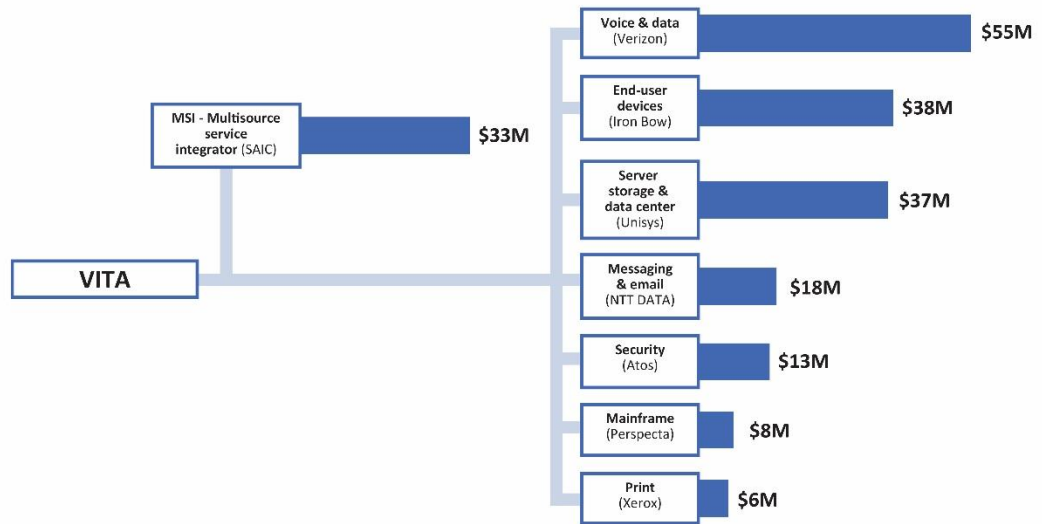 Voice & data
(Verizon)
$55M
End-user
devices
(Iron Bow)
$38M
MSI - Multisource
service
integrator (SAIC)
$33M
Server
storage &
data center
(Unisys)
$37M
VITA
Messaging
& email
(NTT DATA)
$18M
Security
(Atos)
$13M
Mainframe
(Perspecta)
$8M
Print
(Xerox)
$6M